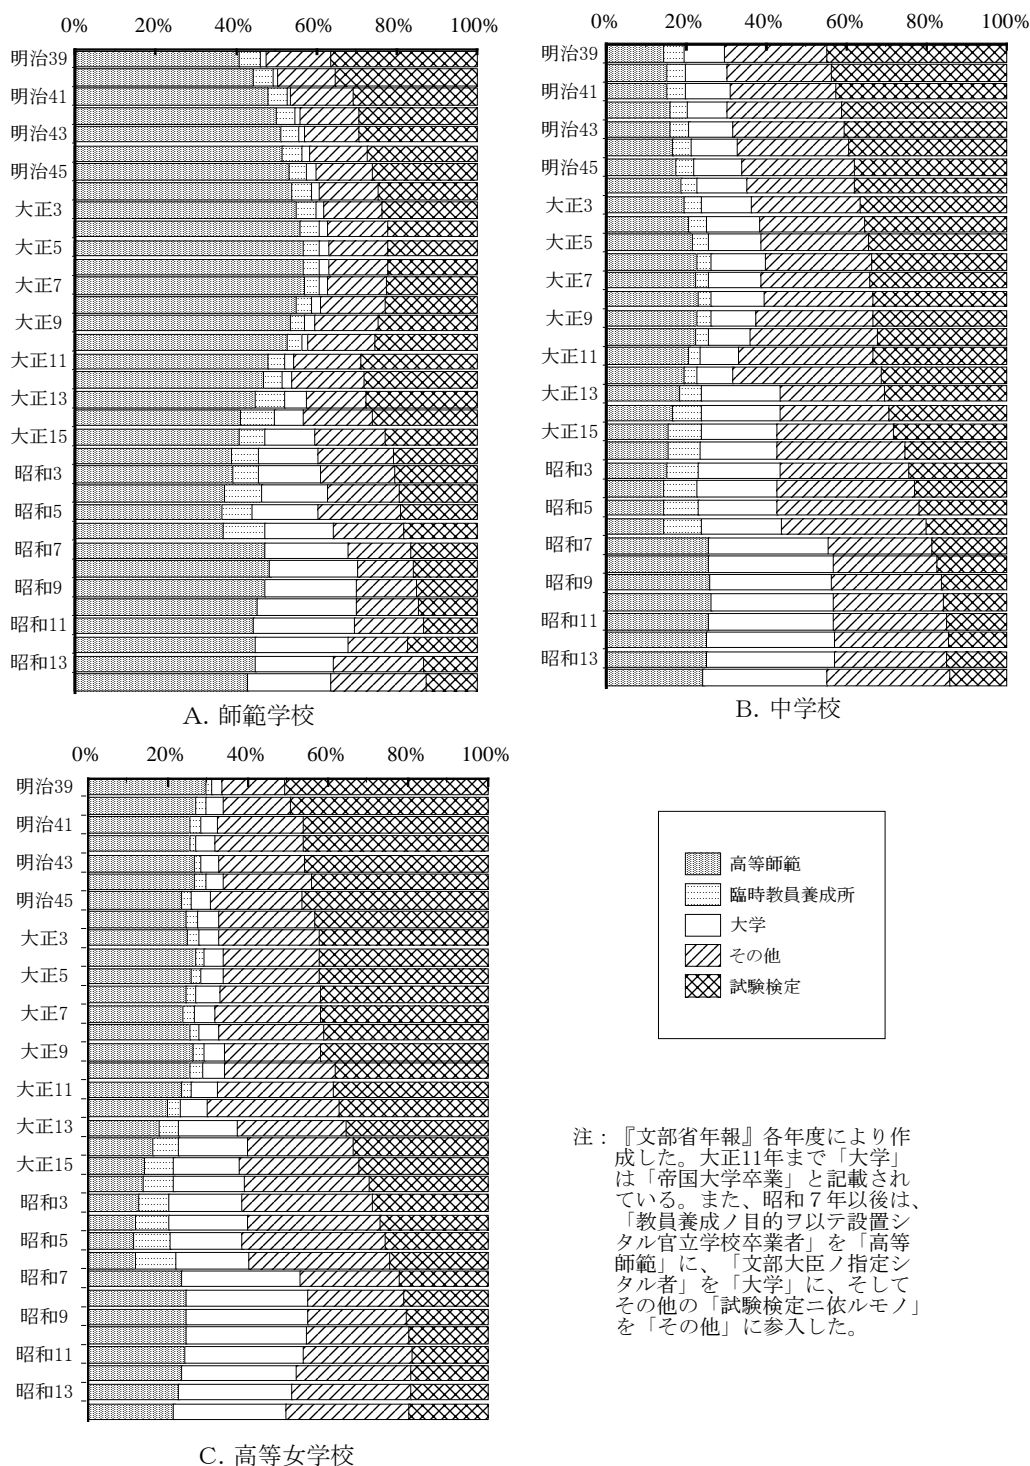 0% 20% 40% 60% 80% 100%
明治39
明治41
明治43
明治45
大正3
大正5
大正7
大正9
大正11
大正13
大正15
昭和3
昭和5
昭和7
昭和9
昭和11
昭和13
A. 師範学校
0% 20% 40% 60% 80% 100%
明治39
明治41
明治43
明治45
大正3
大正5
大正7
大正9
大正11
大正13
大正15
昭和3
昭和5
昭和7
昭和9
昭和11
昭和13
B. 中学校
0% 20% 40% 60% 80% 100%
明治39
明治41
明治43
明治45
大正3
大正5
大正7
大正9
大正11
大正13
大正15
昭和3
昭和5
昭和7
昭和9
昭和11
昭和13
C. 高等女学校
高等師範
臨時教員養成所
大学
その他
試験検定
注:『文部省年報』各年度により作
成した。大正11年まで「大学」
は「帝国大学卒業」と記載され
ている。また、昭和7年以後は、
「教員養成ノ目的ヲ以テ設置シ
タル官立学校卒業者」を「高等
師範」に、「文部大臣ノ指定シ
タル者」を「大学」に、そして
その他の「試験検定ニ依ルモノ」
を「その他」に参入した。